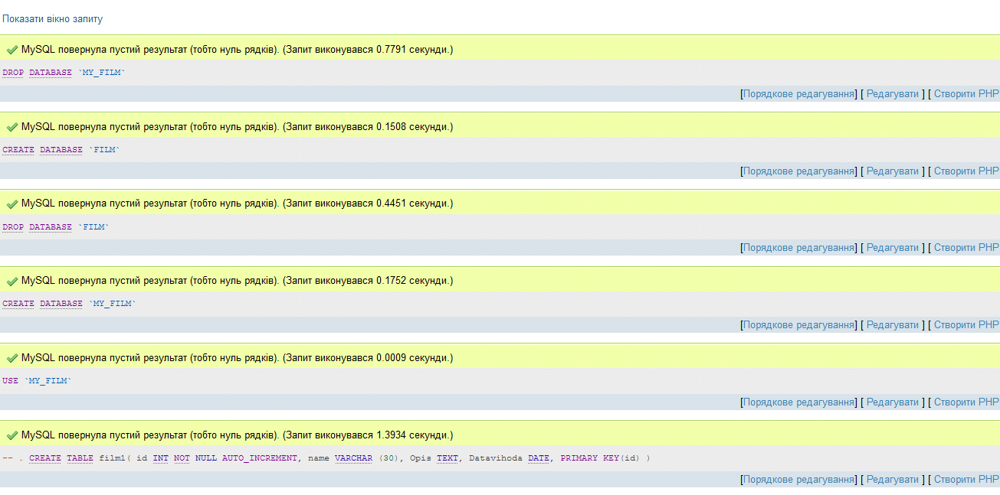 Показати вікно запиту
MySQL повернула пустий результат (тобто нуль рядків). (Запит виконувався 0.7791 секунди.)
DROP DATABASE `MY_FILM`
[Порядкове редагування] [ Редагувати ] [ Створити PHP
MySQL повернула пустий результат (тобто нуль рядків). (Запит виконувався 0.1508 секунди.)
CREATE DATABASE `FILM`
[Порядкове редагування] [ Редагувати ] [ Створити PHP
MySQL повернула пустий результат (тобто нуль рядків). (Запит виконувався 0.4451 секунди.)
DROP DATABASE `FILM`
[Порядкове редагування] [ Редагувати ] [ Створити PHP
MySQL повернула пустий результат (тобто нуль рядків). (Запит виконувався 0.1752 секунди.)
CREATE DATABASE `MY_FILM`
[Порядкове редагування] [ Редагувати ] [ Створити PHP
MySQL повернула пустий результат (тобто нуль рядків). (Запит виконувався 0.0009 секунди.)
USE `MY_FILM`
[Порядкове редагування] [ Редагувати ] [ Створити PHP
MySQL повернула пустий результат (тобто нуль рядків). (Запит виконувався 1.3934 секунди.)
-- . CREATE TABLE film1( id INT NOT NULL AUTO_INCREMENT, name VARCHAR (30), Opis TEXT, Datavihoda DATE, PRIMARY KEY(id) )
[Порядкове редагування] [ Редагувати ] [ Створити PHP